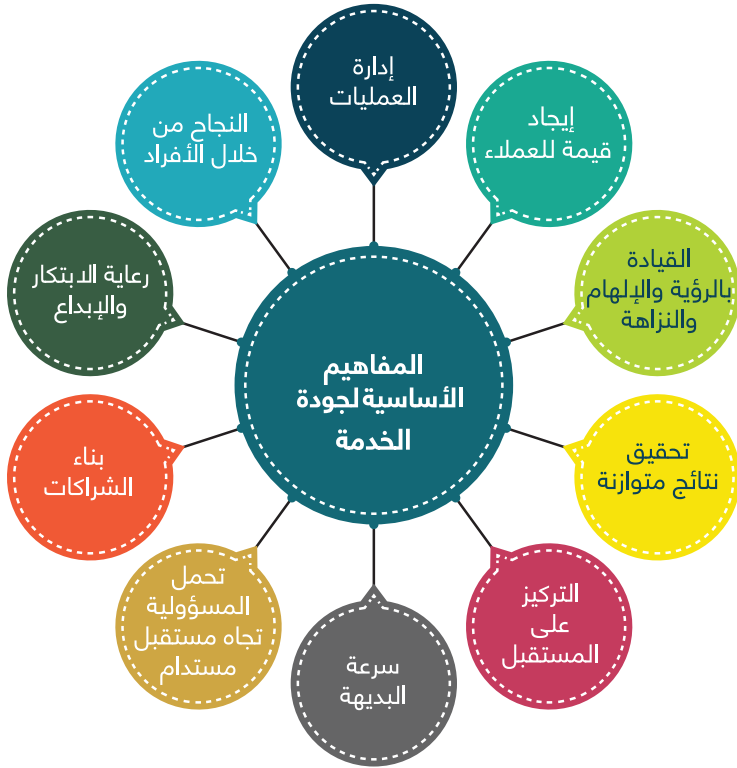 المفاهيم
الأساسية لجودة
الخدمة
إدارة
العمليات
إيجاد
قيمة للعملاء
القيادة
بالرؤية والإلهام
والنزاهة
تحقيق
نتائج متوازنة
التركيز
على
المستقبل
سرعة
البديهة
تحمل
المسؤولية
تجاه مستقبل
مستدام
بناء
الشراكات
رعاية الابتكار
والإبداع
النجاح من
خلال الأفراد